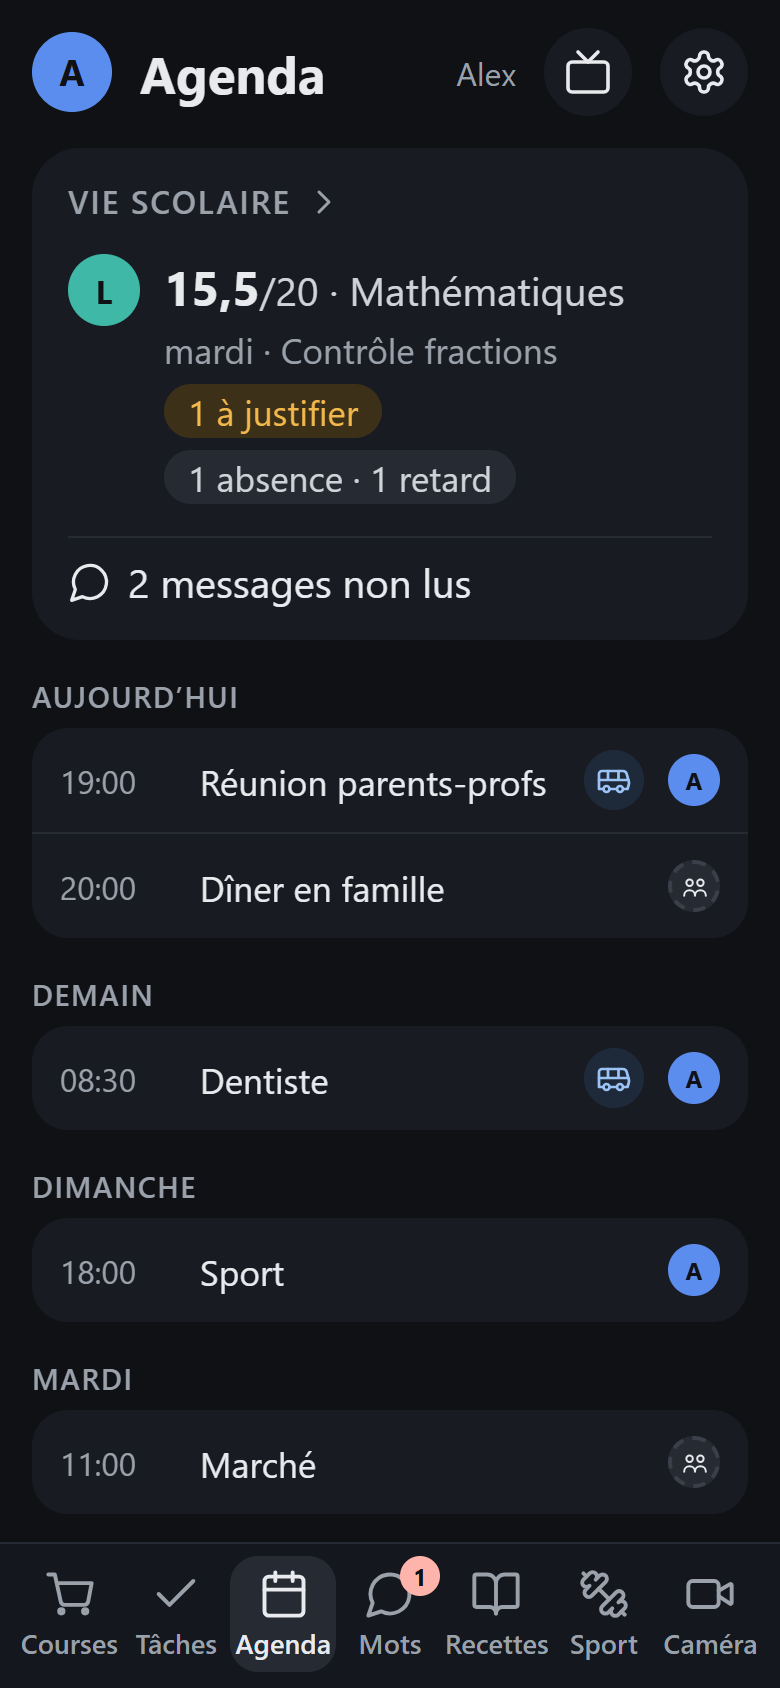 A Agenda Alex
VIE SCOLAIRE
L 15,5/20 · Mathématiques
mardi · Contrôle fractions
1 à justifier
1 absence · 1 retard
2 messages non lus
AUJOURD’HUI
19:00 Réunion parents-profs A
20:00 Dîner en famille
DEMAIN
08:30 Dentiste A
DIMANCHE
18:00 Sport A
MARDI
11:00 Marché
1
Courses Tâches Agenda Mots Recettes Sport Caméra